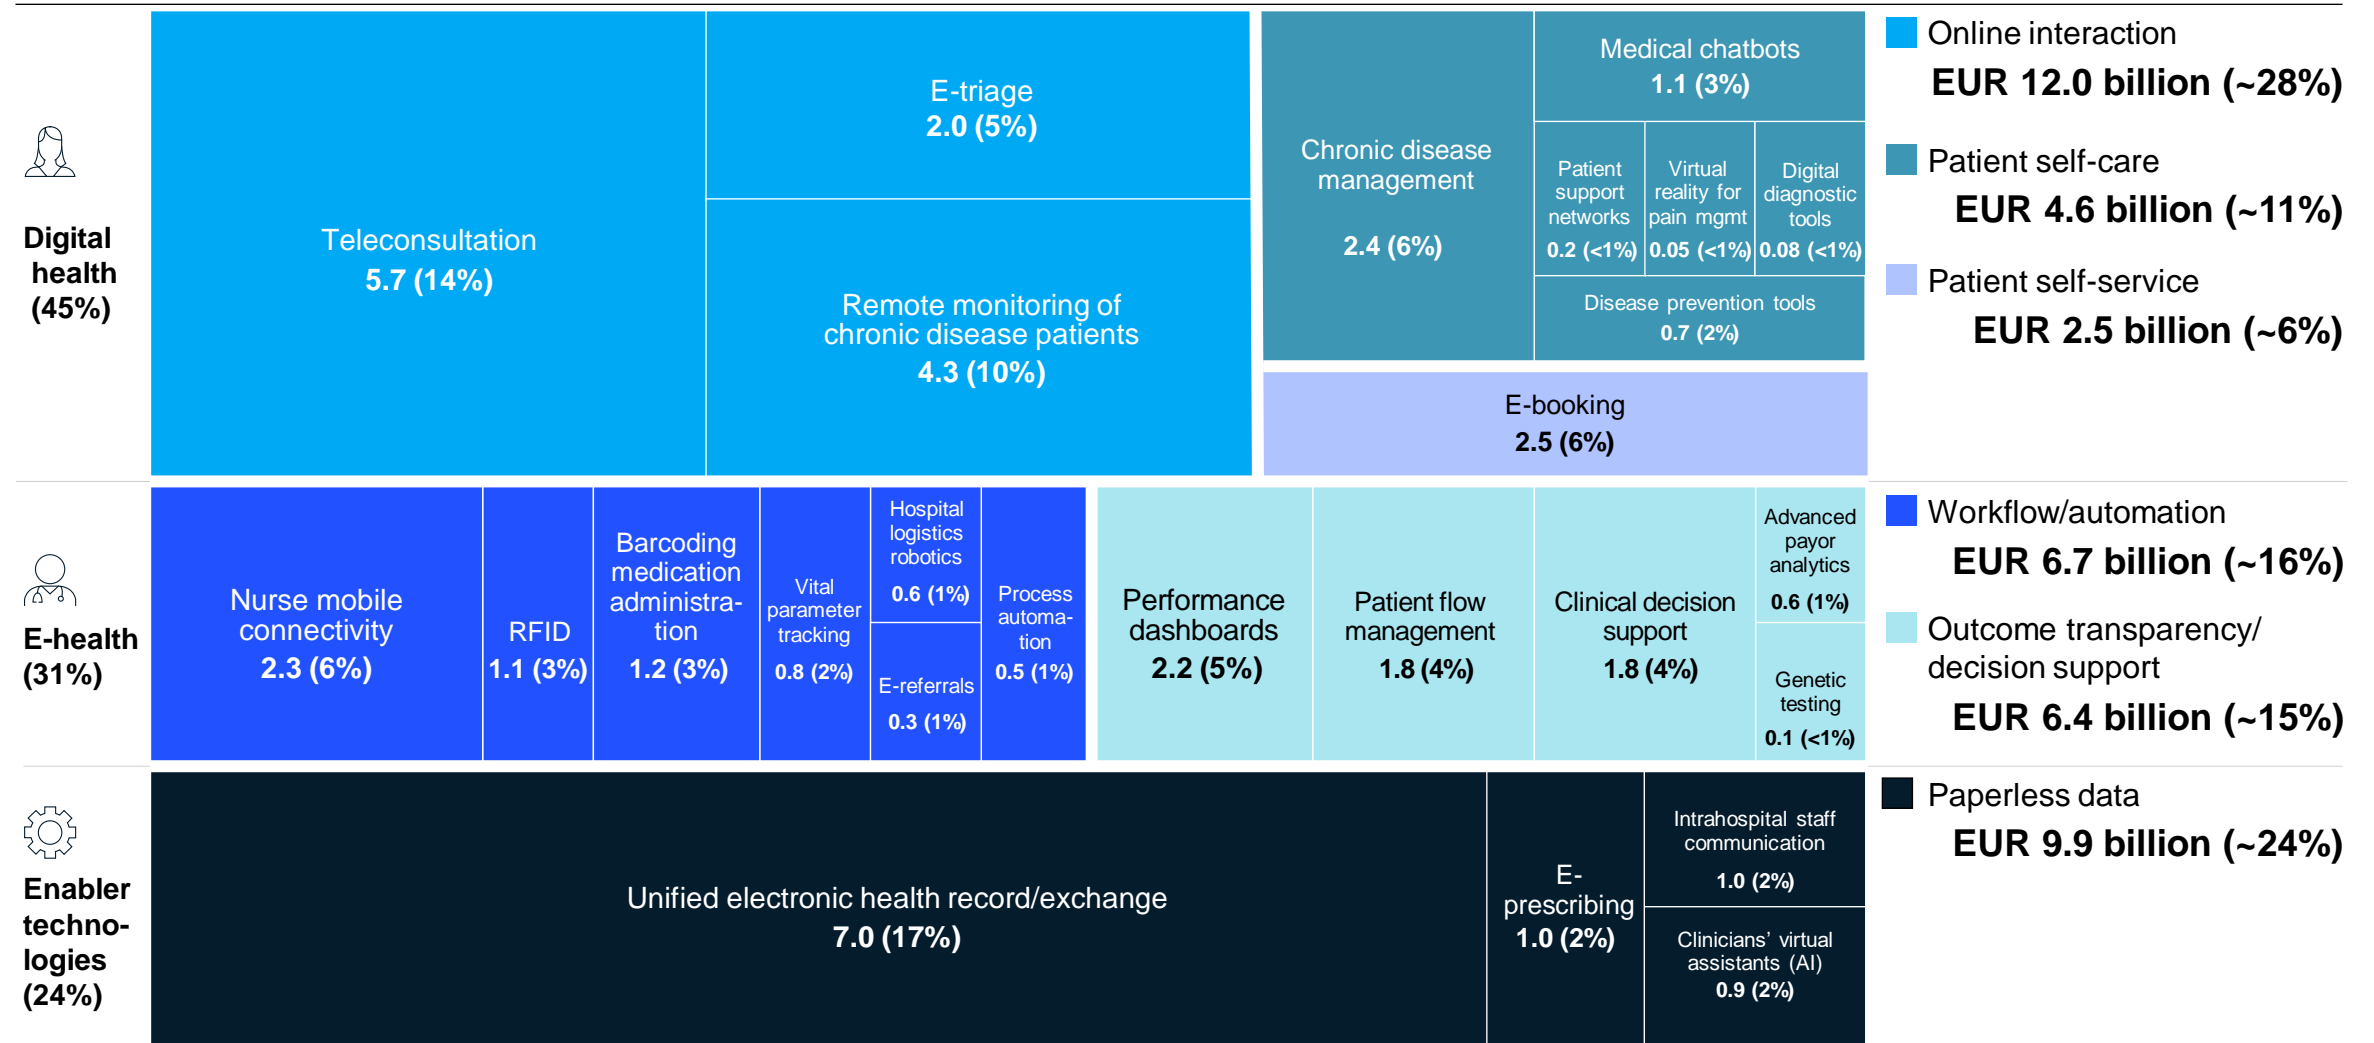 Digital
health
(45%)
Teleconsultation
5.7 (14%)
E-triage
2.0 (5%)
Remote monitoring of
chronic disease patients
4.3 (10%)
Chronic disease
management
2.4 (6%)
Medical chatbots
1.1 (3%)
Patient
support
networks
0.2 (<1%)
Virtual
reality for
pain mgmt
0.05 (<1%)
Digital
diagnostic
tools
0.08 (<1%)
Disease prevention tools
0.7 (2%)
E-booking
2.5 (6%)
Online interaction
EUR 12.0 billion (~28%)
Patient self-care
EUR 4.6 billion (~11%)
Patient self-service
EUR 2.5 billion (~6%)
E-health
(31%)
Nurse mobile
connectivity
2.3 (6%)
RFID
1.1 (3%)
Barcoding
medication
administra-
tion
1.2 (3%)
Vital
parameter
tracking
0.8 (2%)
Hospital
logistics
robotics
0.6 (1%)
E-referrals
0.3 (1%)
Process
automa-
tion
0.5 (1%)
Performance
dashboards
2.2 (5%)
Patient flow
management
1.8 (4%)
Clinical decision
support
1.8 (4%)
Advanced
payor
analytics
0.6 (1%)
Genetic
testing
0.1 (<1%)
Workflow/automation
EUR 6.7 billion (~16%)
Outcome transparency/
decision support
EUR 6.4 billion (~15%)
Enabler
techno-
logies
(24%)
Unified electronic health record/exchange
7.0 (17%)
E-
prescribing
1.0 (2%)
Intrahospital staff
communication
1.0 (2%)
Clinicians’ virtual
assistants (AI)
0.9 (2%)
Paperless data
EUR 9.9 billion (~24%)